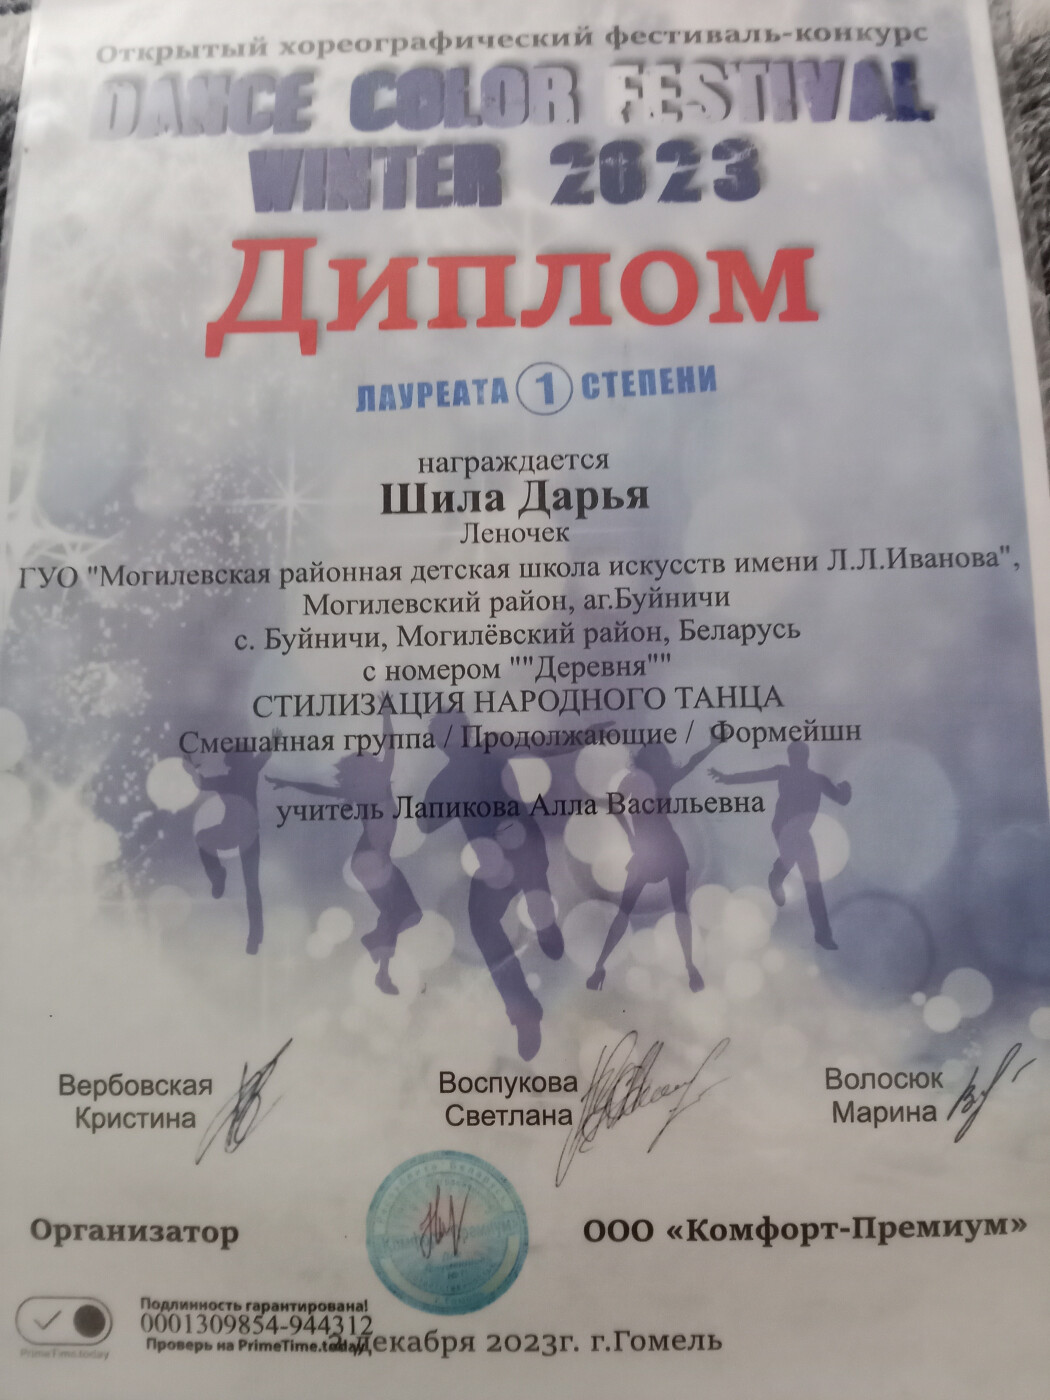 Открытый хореографический фестиваль-конкурс
DANCE COLOR FESTIVAL
WINTER 2023
Диплом
ЛАУРЕАТА 1 СТЕПЕНИ
награждается
Шила Дарья
Леночек
ГУО "Могилевская районная детская школа искусств имени Л.Л.Иванова",
Могилевский район, аг.Буйничи
с. Буйничи, Могилёвский район, Беларусь
с номером ""Деревня""
СТИЛИЗАЦИЯ НАРОДНОГО ТАНЦА
Смешанная группа / Продолжающие / Формейшн
учитель Лапикова Алла Васильевна
Вербовская
Кристина
Воспукова
Светлана
Волосюк
Марина
Организатор
ООО «Комфорт-Премиум»
Подлинность гарантирована!
0001309854-944312
Проверь на PrimeTime.today
PrimeTime.today
2 декабря 2023г. г.Гомель